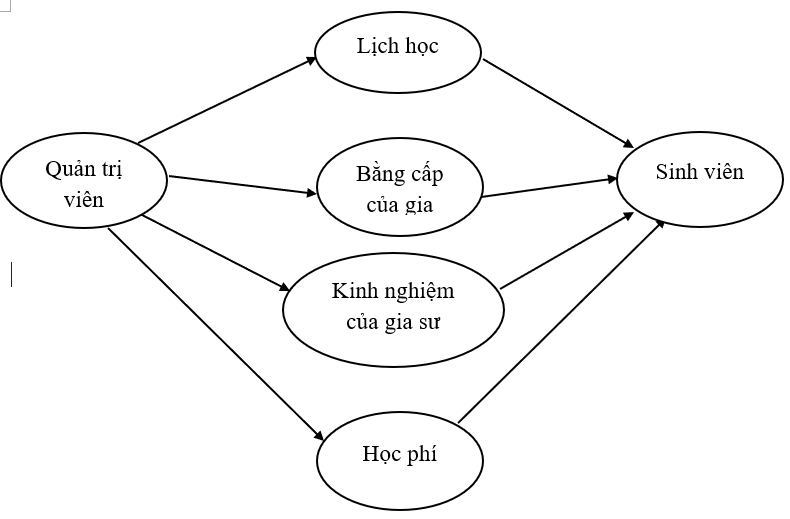 Lịch học
Quản trị
viên
Bằng cấp
của gia
Sinh viên
Kinh nghiệm
của gia sư
Học phí